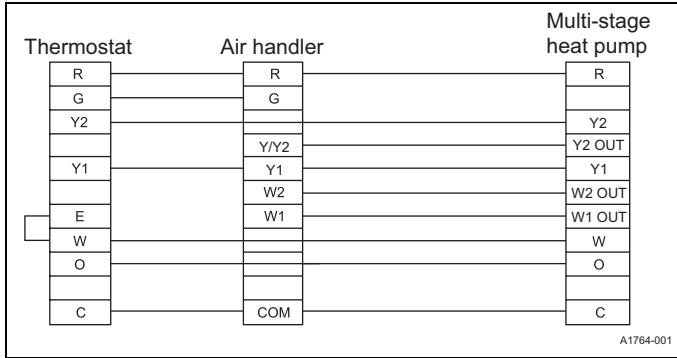 Multi-stage
Thermostat Air handler heat pump
R R R
G G
Y2 Y2
Y/Y2 Y2 OUT
Y1 Y1 Y1
W2 W2 OUT
E W1 W1 OUT
W W
O O
C COM C
A1764-001